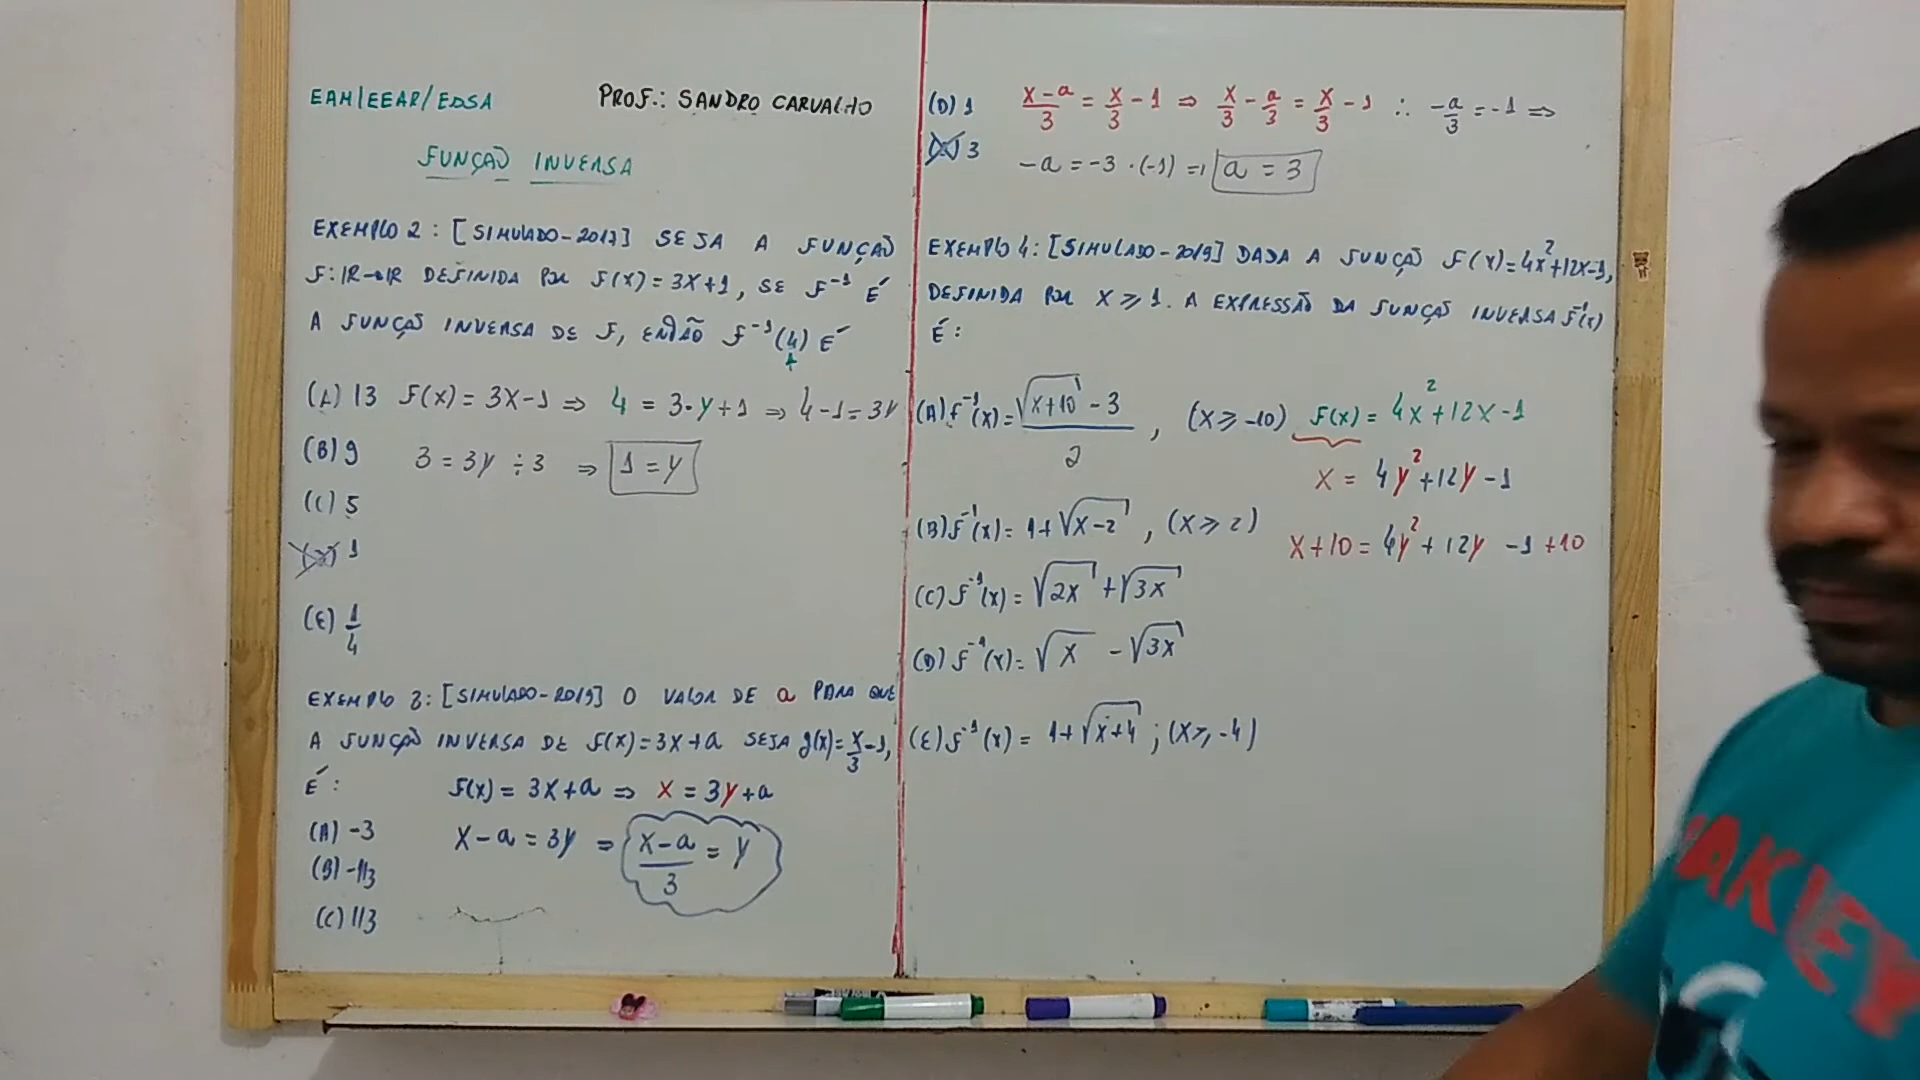 EAM/EEAR/EDSA
PROF.: SANDRO CARVALHO
FUNÇÃO INVERSA
EXEMPLO 2: [SIMULADO-2017] SEJA A FUNÇÃO
F: IR→IR DEFINIDA POR F(X) = 3X+1, SE F⁻¹ É
A FUNÇÃO INVERSA DE F, ENTÃO F⁻¹(4) É
(A) 13 F(X) = 3X-1 ⇒ 4 = 3·y+1 ⇒ 4-1=3y
(B) 9 3 = 3y ÷3 ⇒ 1 = y
(C) 5
(D) 1
(E) 1/4
EXEMPLO 3: [SIMULADO-2019] O VALOR DE a PARA QUE
A FUNÇÃO INVERSA DE F(X)=3X+a SEJA g(x)=x/3-1,
É:
F(X) = 3X+a ⇒ X = 3y+a
(A) -3 X-a = 3y ⇒ (X-a)/3 = y
(B) -1/3
(C) 1/3
(D) 1 (X-a)/3 = X/3 - 1 ⇒ X/3 - a/3 = X/3 - 1 ∴ -a/3 = -1 ⇒
3 -a = -3 ·(-1) ⇒ a = 3
EXEMPLO 4: [SIMULADO-2019] DADA A FUNÇÃO F(X)=4X²+12X-1,
DEFINIDA POR X ⩾ 1. A EXPRESSÃO DA FUNÇÃO INVERSA F⁻¹(X)
É:
(A) F⁻¹(X) = (√(X+10) - 3)/2 , (X ⩾ -10) F(X) = 4X²+12X-1
X = 4y²+12y-1
(B) F⁻¹(X) = 1+√(X-2) , (X ⩾ 2)
X+10 = 4y²+12y -1 +10
(C) F⁻¹(X) = √2X + √3X
(D) F⁻¹(X) = √X - √3X
(E) F⁻¹(X) = 1+√(X+4) ; (X ⩾ -4)